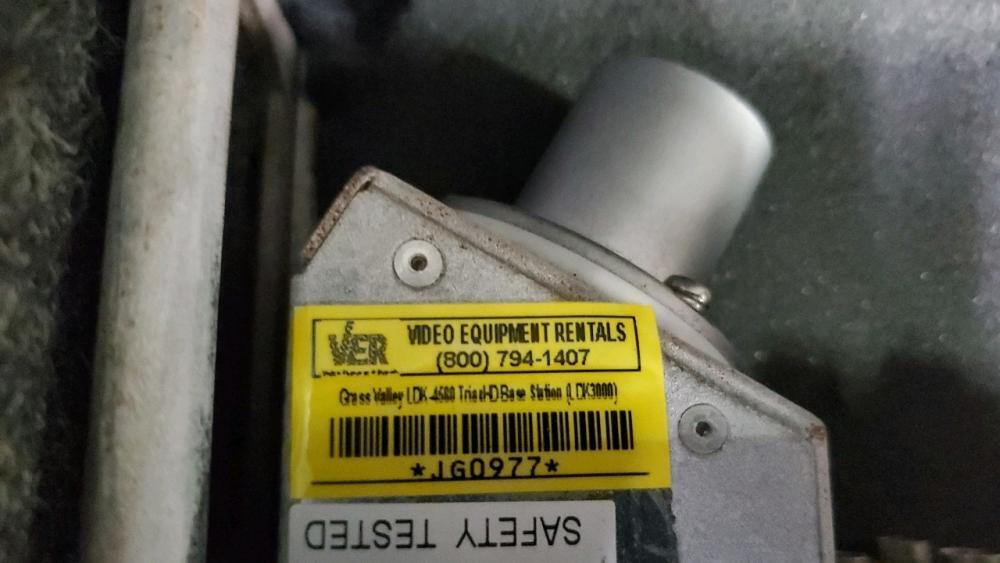 VER
VIDEO EQUIPMENT RENTALS
(800) 794-1407
Grass Valley LDK-4500 Triax HD Base Station (LDK3000)
*JG0977*
SAFETY TESTED